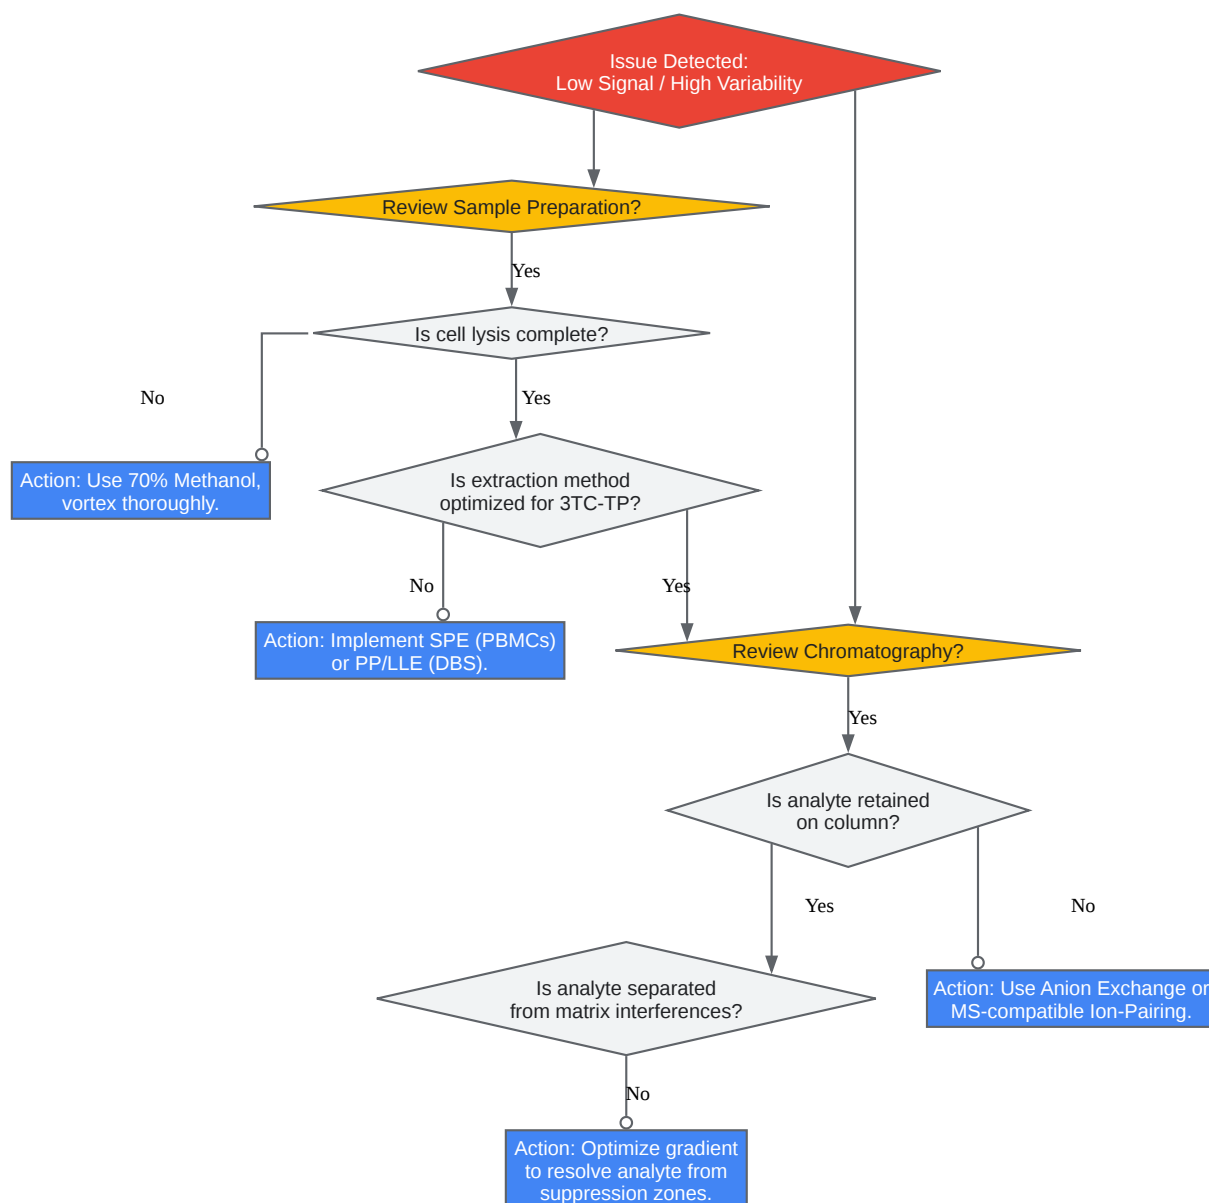 Issue Detected:
Low Signal / High Variability
Review Sample Preparation?
Yes
Is cell lysis complete?
No
Yes
Action: Use 70% Methanol,
vortex thoroughly.
Is extraction method
optimized for 3TC-TP?
No
Yes
Action: Implement SPE (PBMCs)
or PP/LLE (DBS).
Review Chromatography?
Yes
Is analyte retained
on column?
Yes
No
Is analyte separated
from matrix interferences?
Action: Use Anion Exchange or
MS-compatible Ion-Pairing.
No
Action: Optimize gradient
to resolve analyte from
suppression zones.